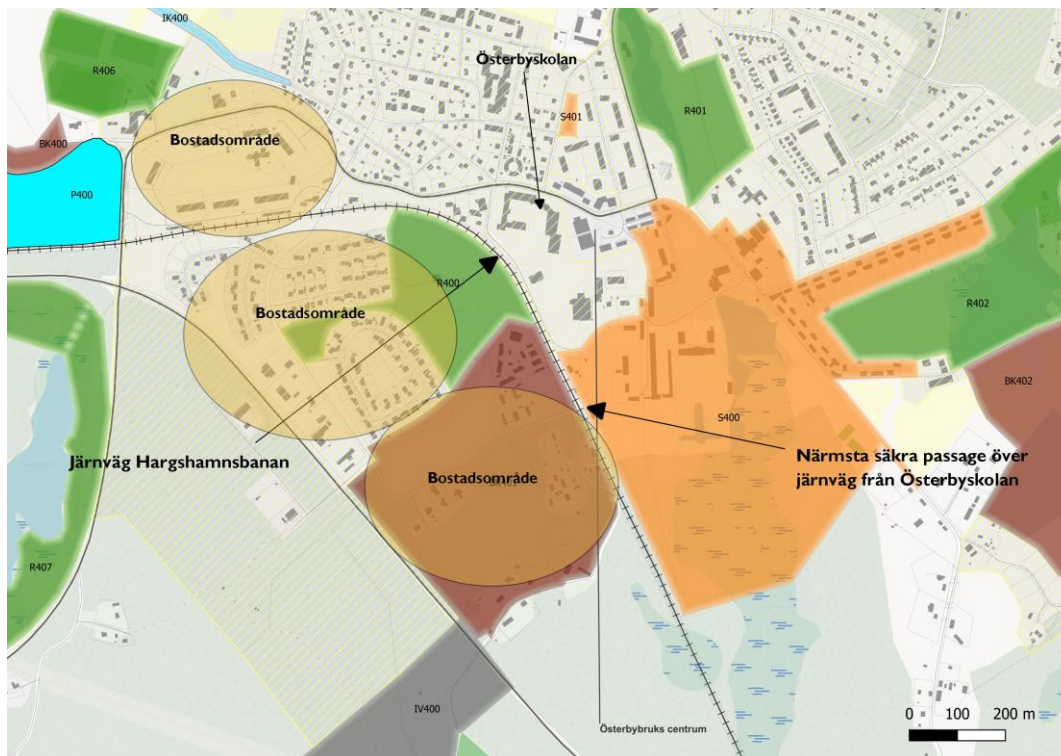 IK400
R406
Österbyskolan
S401
R401
Bostadsområde
BK400
P400
R400
R402
Bostadsområde
BK402
S400
Järnväg Hargshamnsbanan
Närmsta säkra passage över
järnväg från Österbyskolan
Bostadsområde
R407
IV400
Österbybruks centrum
0 100 200 m